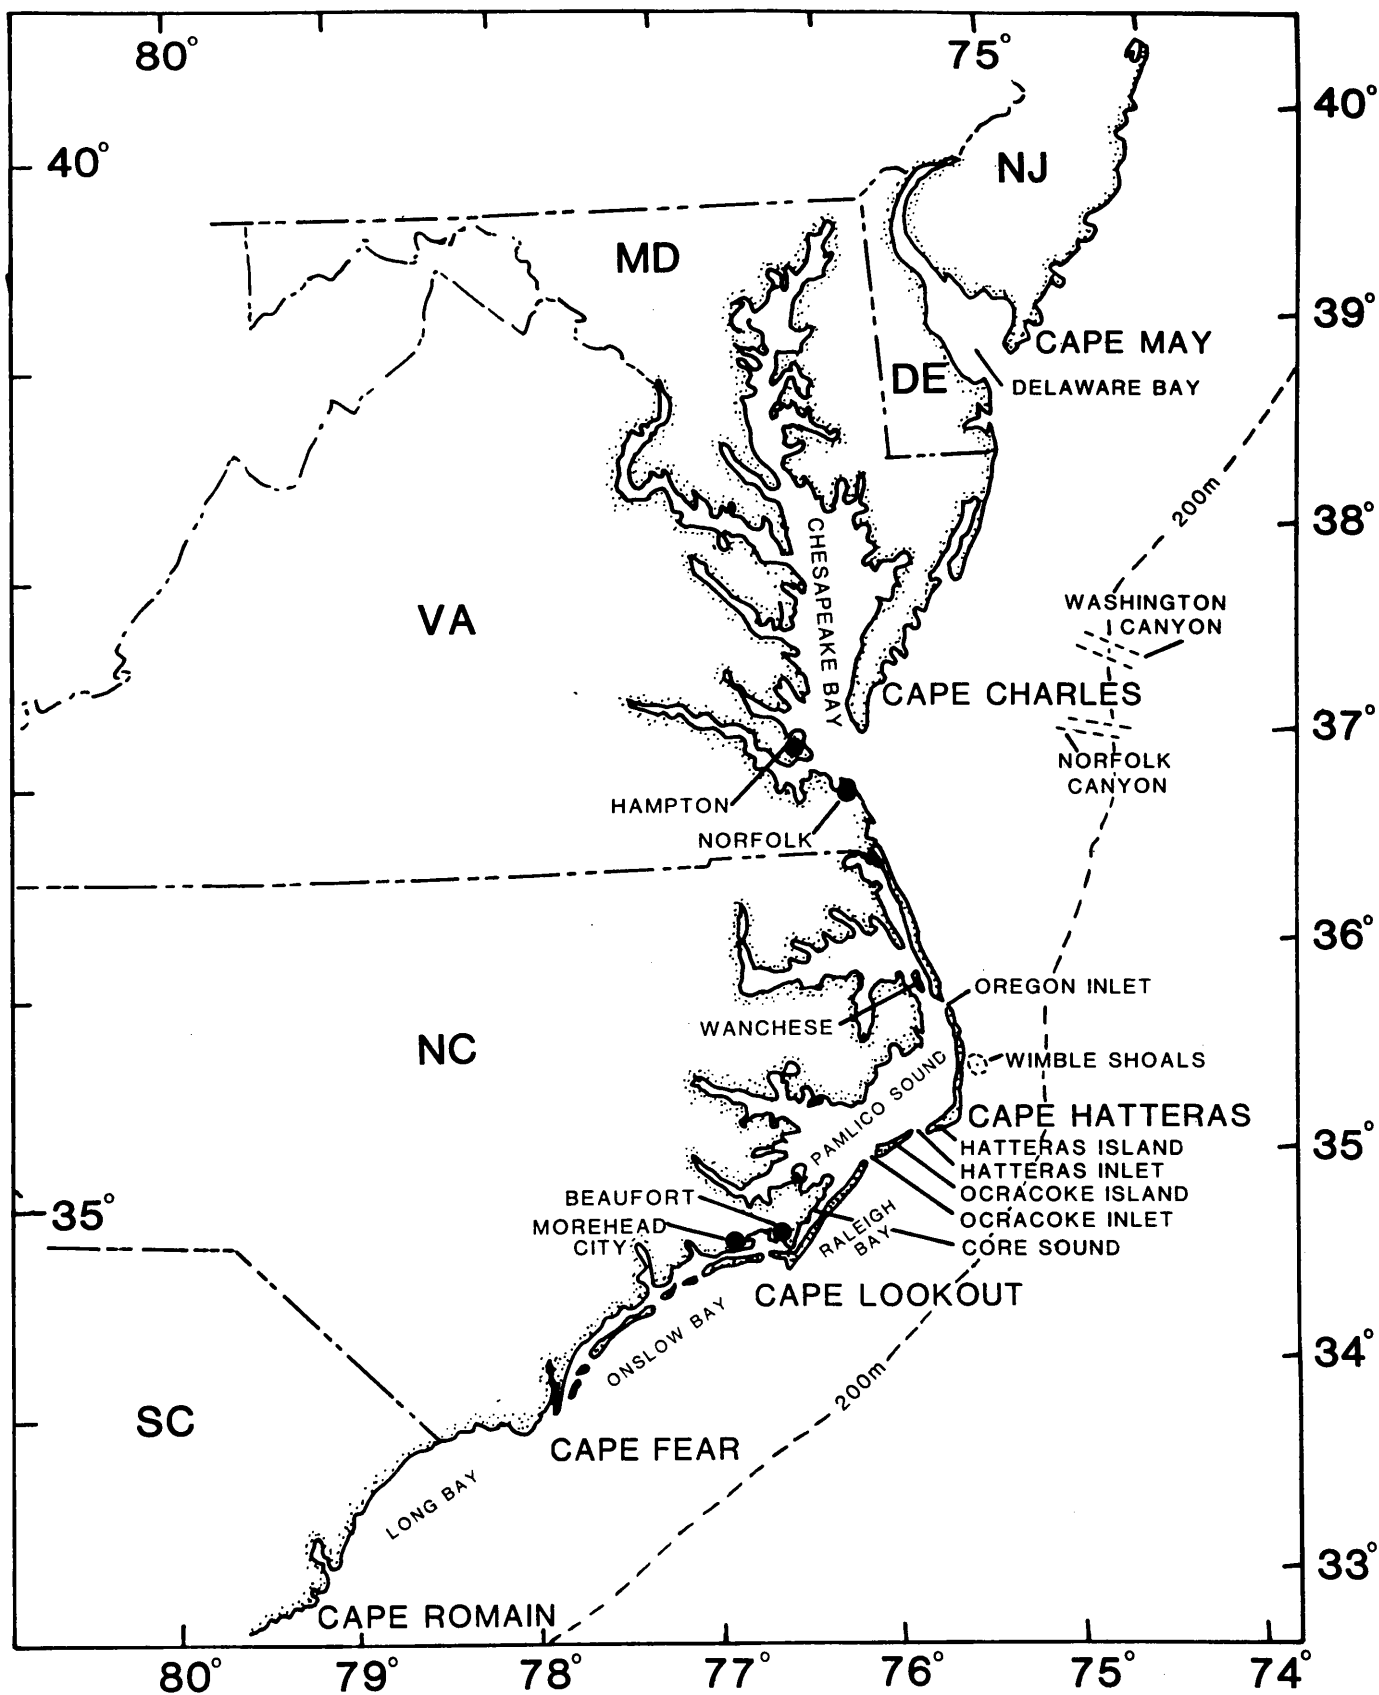 80°
75°
40°
40°
NJ
MD
39°
CAPE MAY
DE
DELAWARE BAY
200m
38°
CHESAPEAKE BAY
WASHINGTON
CANYON
VA
CAPE CHARLES
37°
NORFOLK
CANYON
HAMPTON
NORFOLK
36°
OREGON INLET
WANCHESE
NC
WIMBLE SHOALS
PAMLICO SOUND
CAPE HATTERAS
35°
HATTERAS ISLAND
HATTERAS INLET
OCRACOKE ISLAND
OCRACOKE INLET
35°
BEAUFORT
MOREHEAD
CITY
RALEIGH
BAY
CORE SOUND
CAPE LOOKOUT
ONSLOW BAY
34°
200m
SC
CAPE FEAR
LONG BAY
33°
CAPE ROMAIN
80°
79°
78°
77°
76°
75°
74°